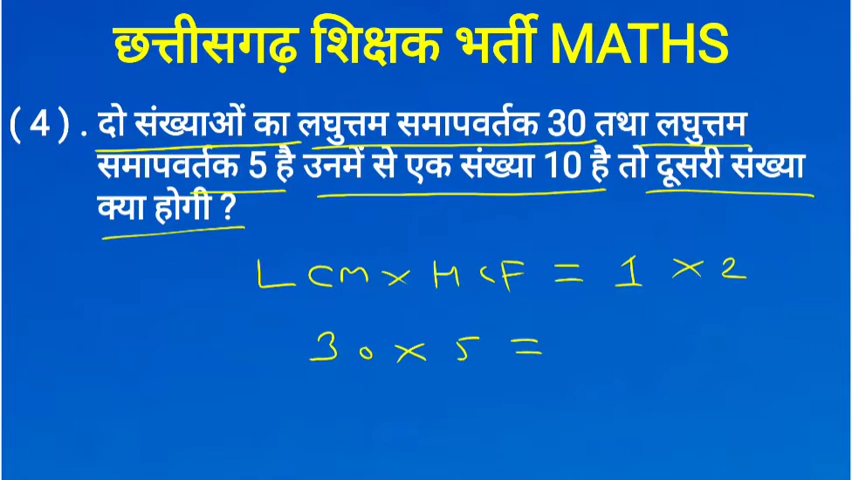 छत्तीसगढ़ शिक्षक भर्ती MATHS
( 4 ) . दो संख्याओं का लघुत्तम समापवर्तक 30 तथा लघुत्तम
समापवर्तक 5 है उनमें से एक संख्या 10 है तो दूसरी संख्या
क्या होगी ?
LCM × HCF = 1 × 2
30 × 5 =